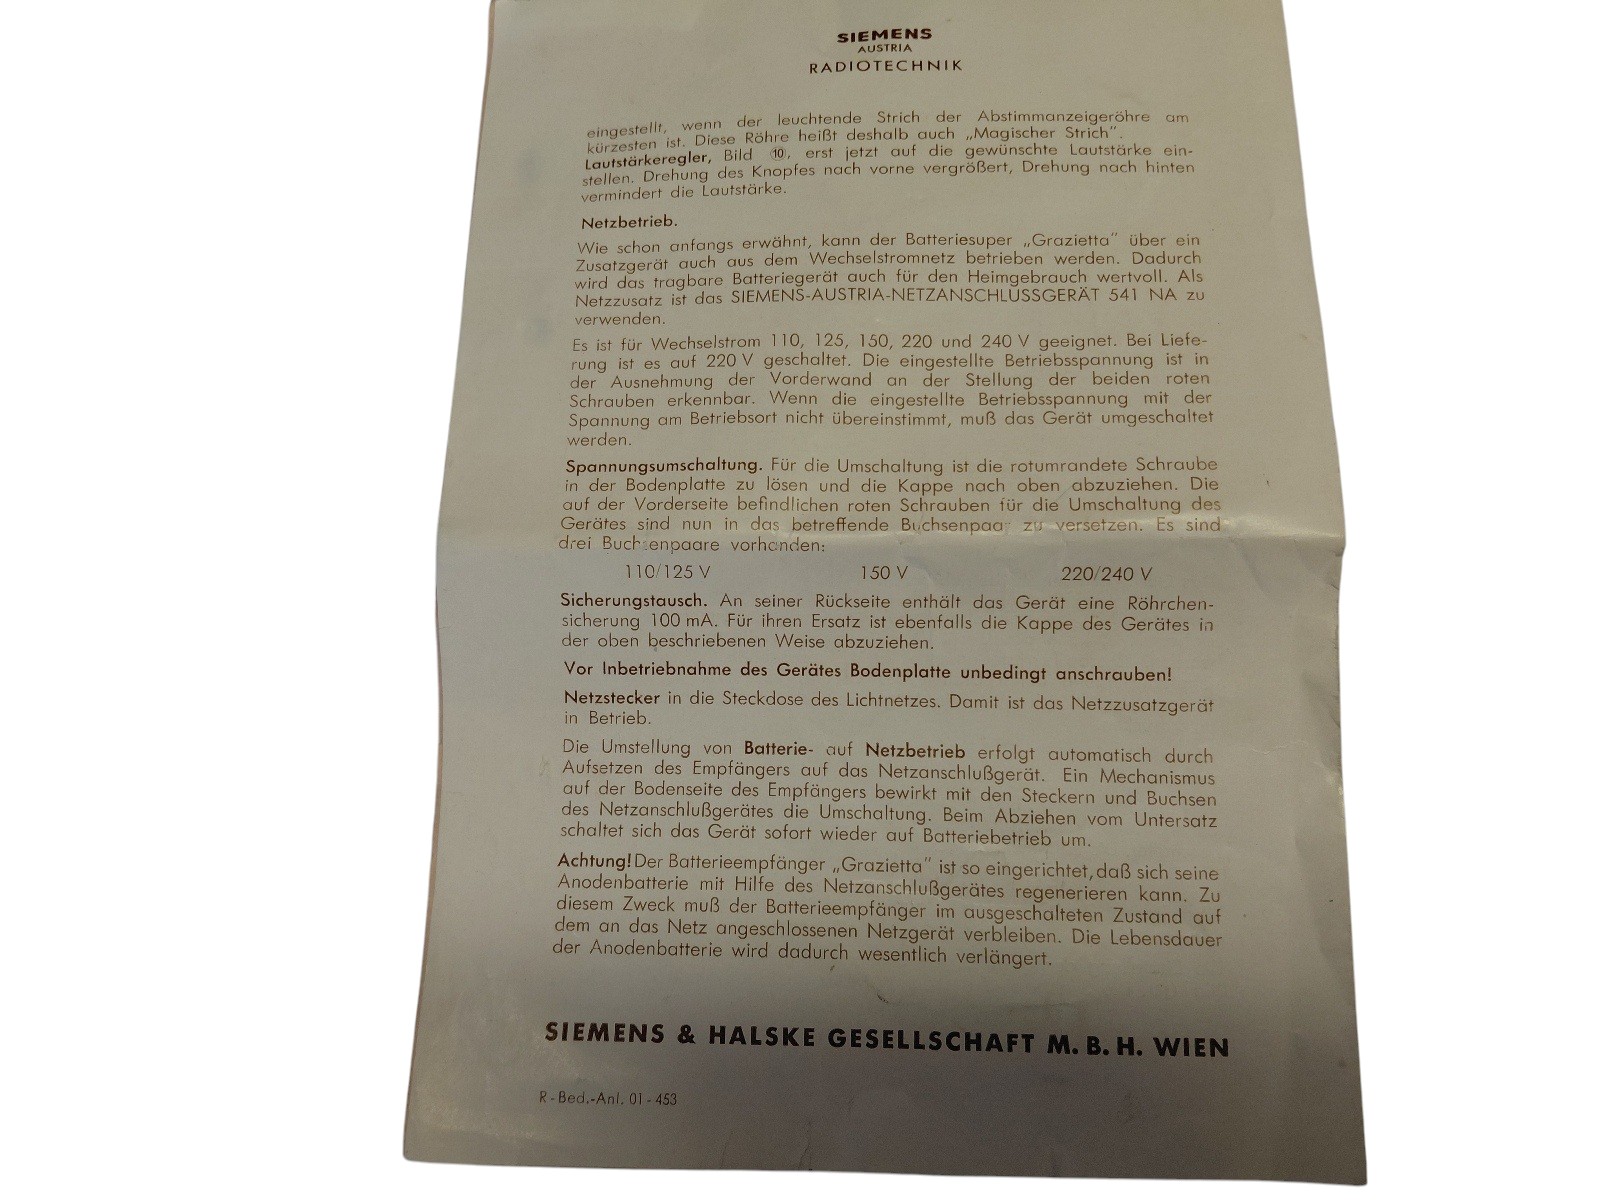 SIEMENS
AUSTRIA
RADIOTECHNIK
eingestellt, wenn der leuchtende Strich der Abstimmanzeigeröhre am
kürzesten ist. Diese Röhre heißt deshalb auch „Magischer Strich".
Lautstärkeregler, Bild ⑩, erst jetzt auf die gewünschte Lautstärke ein-
stellen. Drehung des Knopfes nach vorne vergrößert, Drehung nach hinten
vermindert die Lautstärke.
Netzbetrieb.
Wie schon anfangs erwähnt, kann der Batteriesuper „Grazietta" über ein
Zusatzgerät auch aus dem Wechselstromnetz betrieben werden. Dadurch
wird das tragbare Batteriegerät auch für den Heimgebrauch wertvoll. Als
Netzzusatz ist das SIEMENS-AUSTRIA-NETZANSCHLUSSGERÄT 541 NA zu
verwenden.
Es ist für Wechselstrom 110, 125, 150, 220 und 240 V geeignet. Bei Liefe-
rung ist es auf 220 V geschaltet. Die eingestellte Betriebsspannung ist in
der Ausnehmung der Vorderwand an der Stellung der beiden roten
Schrauben erkennbar. Wenn die eingestellte Betriebsspannung mit der
Spannung am Betriebsort nicht übereinstimmt, muß das Gerät umgeschaltet
werden.
Spannungsumschaltung. Für die Umschaltung ist die rotumrandete Schraube
in der Bodenplatte zu lösen und die Kappe nach oben abzuziehen. Die
auf der Vorderseite befindlichen roten Schrauben für die Umschaltung des
Gerätes sind nun in das betreffende Buchsenpaar zu versetzen. Es sind
drei Buchsenpaare vorhanden:
110/125 V 150 V 220/240 V
Sicherungstausch. An seiner Rückseite enthält das Gerät eine Röhrchen-
sicherung 100 mA. Für ihren Ersatz ist ebenfalls die Kappe des Gerätes in
der oben beschriebenen Weise abzuziehen.
Vor Inbetriebnahme des Gerätes Bodenplatte unbedingt anschrauben!
Netzstecker in die Steckdose des Lichtnetzes. Damit ist das Netzzusatzgerät
in Betrieb.
Die Umstellung von Batterie- auf Netzbetrieb erfolgt automatisch durch
Aufsetzen des Empfängers auf das Netzanschlußgerät. Ein Mechanismus
auf der Bodenseite des Empfängers bewirkt mit den Steckern und Buchsen
des Netzanschlußgerätes die Umschaltung. Beim Abziehen vom Untersatz
schaltet sich das Gerät sofort wieder auf Batteriebetrieb um.
Achtung! Der Batterieempfänger „Grazietta" ist so eingerichtet, daß sich seine
Anodenbatterie mit Hilfe des Netzanschlußgerätes regenerieren kann. Zu
diesem Zweck muß der Batterieempfänger im ausgeschalteten Zustand auf
dem an das Netz angeschlossenen Netzgerät verbleiben. Die Lebensdauer
der Anodenbatterie wird dadurch wesentlich verlängert.
SIEMENS & HALSKE GESELLSCHAFT M. B. H. WIEN
R-Bed.-Anl. 01-453